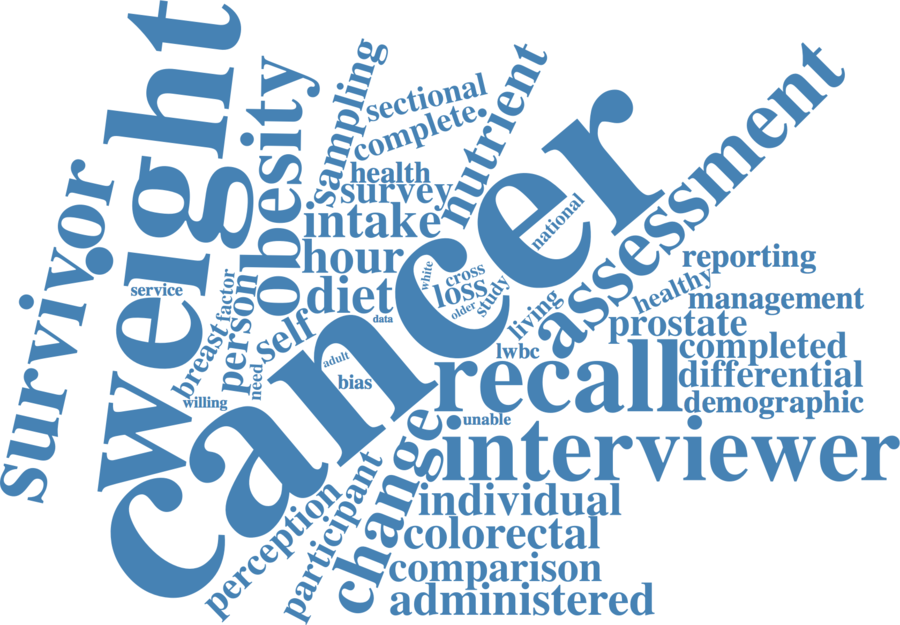 cancer
weight
survivor
obesity
sampling
sectional
complete
nutrient
health
survey
intake
hour
diet
data
white
cross
loss
older
study
national
assessment
living
lwbc
recall
reporting
healthy
management
prostate
completed
differential
demographic
service
factor
breast
person
self
need
willing
adult
bias
unable
interviewer
change
individual
colorectal
comparison
administered
perception
participant